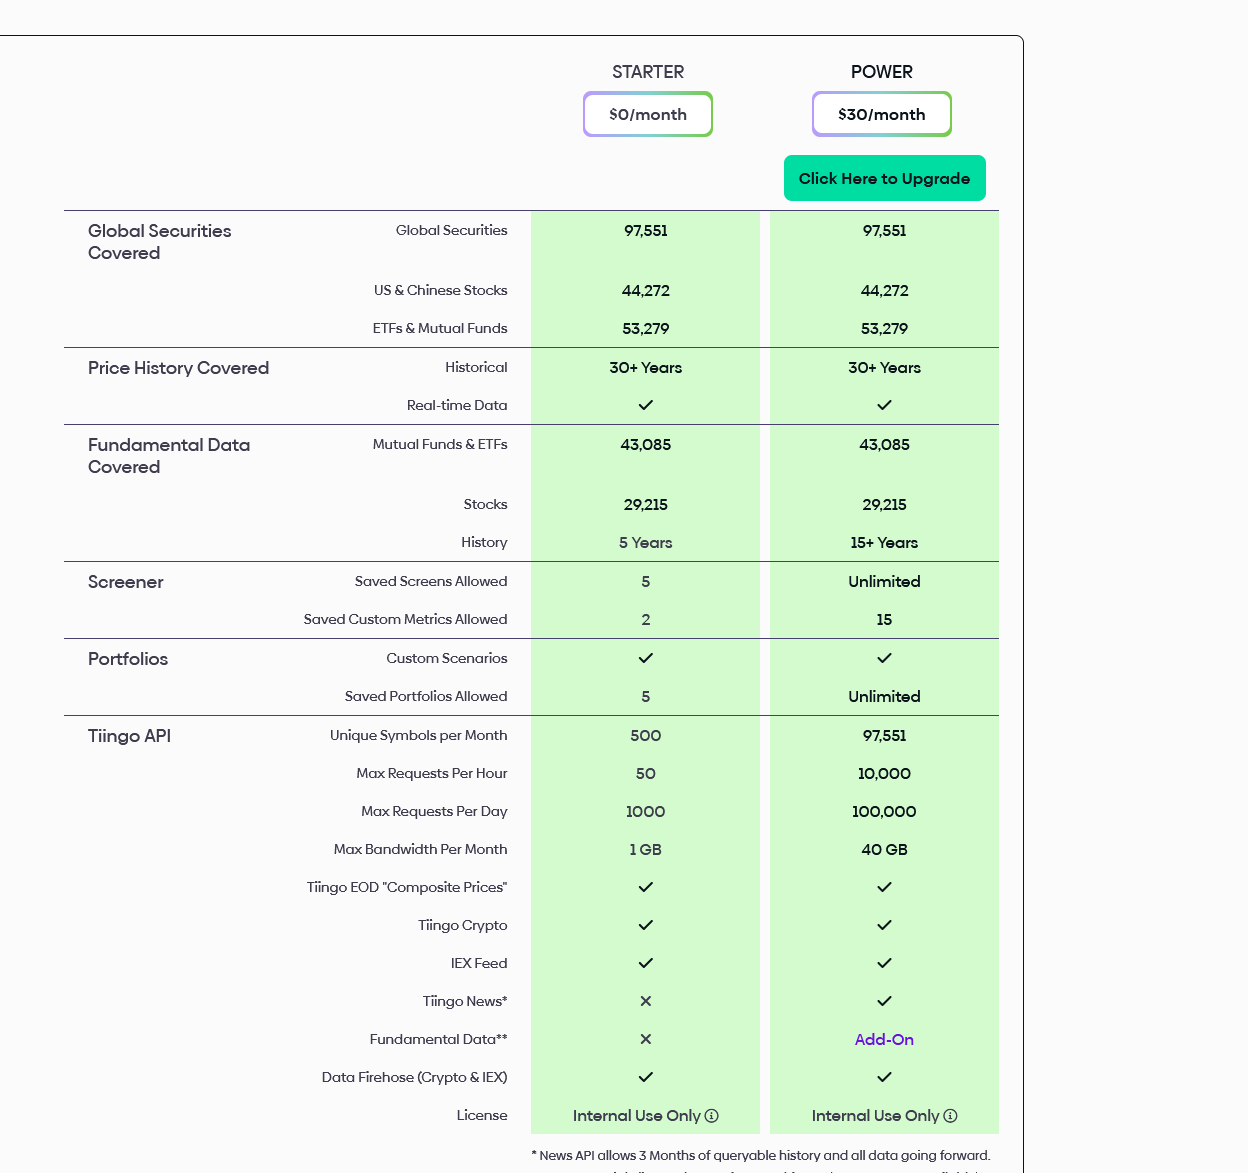 STARTER POWER
$0/month $30/month
Click Here to Upgrade
Global Securities Covered Global Securities 97,551 97,551
US & Chinese Stocks 44,272 44,272
ETFs & Mutual Funds 53,279 53,279
Price History Covered Historical 30+ Years 30+ Years
Real-time Data ✓ ✓
Fundamental Data Covered Mutual Funds & ETFs 43,085 43,085
Stocks 29,215 29,215
History 5 Years 15+ Years
Screener Saved Screens Allowed 5 Unlimited
Saved Custom Metrics Allowed 2 15
Portfolios Custom Scenarios ✓ ✓
Saved Portfolios Allowed 5 Unlimited
Tiingo API Unique Symbols per Month 500 97,551
Max Requests Per Hour 50 10,000
Max Requests Per Day 1000 100,000
Max Bandwidth Per Month 1 GB 40 GB
Tiingo EOD "Composite Prices" ✓ ✓
Tiingo Crypto ✓ ✓
IEX Feed ✓ ✓
Tiingo News* ✕ ✓
Fundamental Data** ✕ Add-On
Data Firehose (Crypto & IEX) ✓ ✓
License Internal Use Only Internal Use Only
* News API allows 3 Months of queryable history and all data going forward.